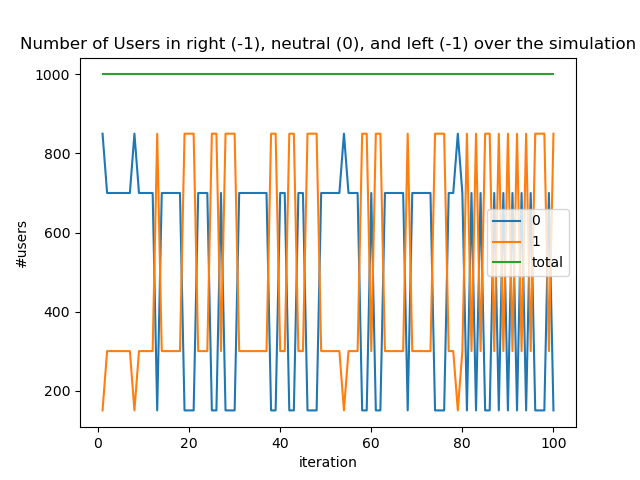 Number of Users in right (-1), neutral (0), and left (-1) over the simulation
1000
800
600
400
200
#users
0
1
total
0 20 40 60 80 100
iteration